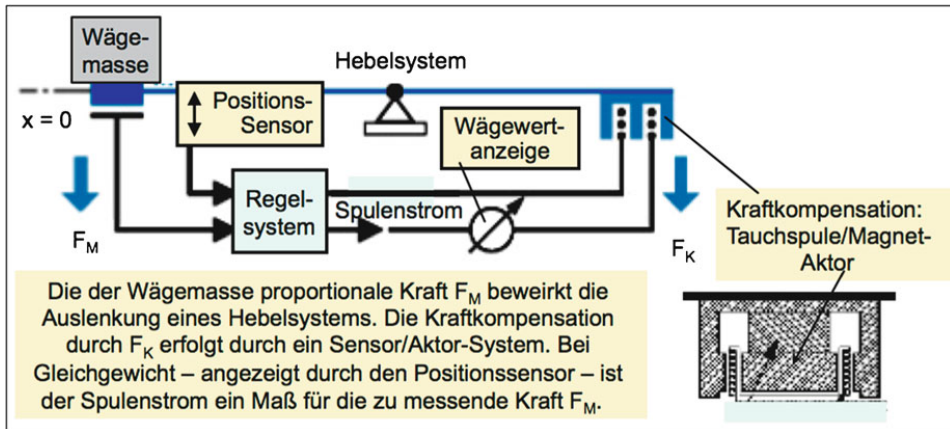 Wäge-
masse
Hebelsystem
Positions-
Sensor
x = 0
Wägewert-
anzeige
Regel-
system
Spulenstrom
F_M
F_K
Kraftkompensation:
Tauchspule/Magnet-
Aktor
Die der Wägemasse proportionale Kraft F_M beweirkt die
Auslenkung eines Hebelsystems. Die Kraftkompensation
durch F_K erfolgt durch ein Sensor/Aktor-System. Bei
Gleichgewicht – angezeigt durch den Positionssensor – ist
der Spulenstrom ein Maß für die zu messende Kraft F_M.